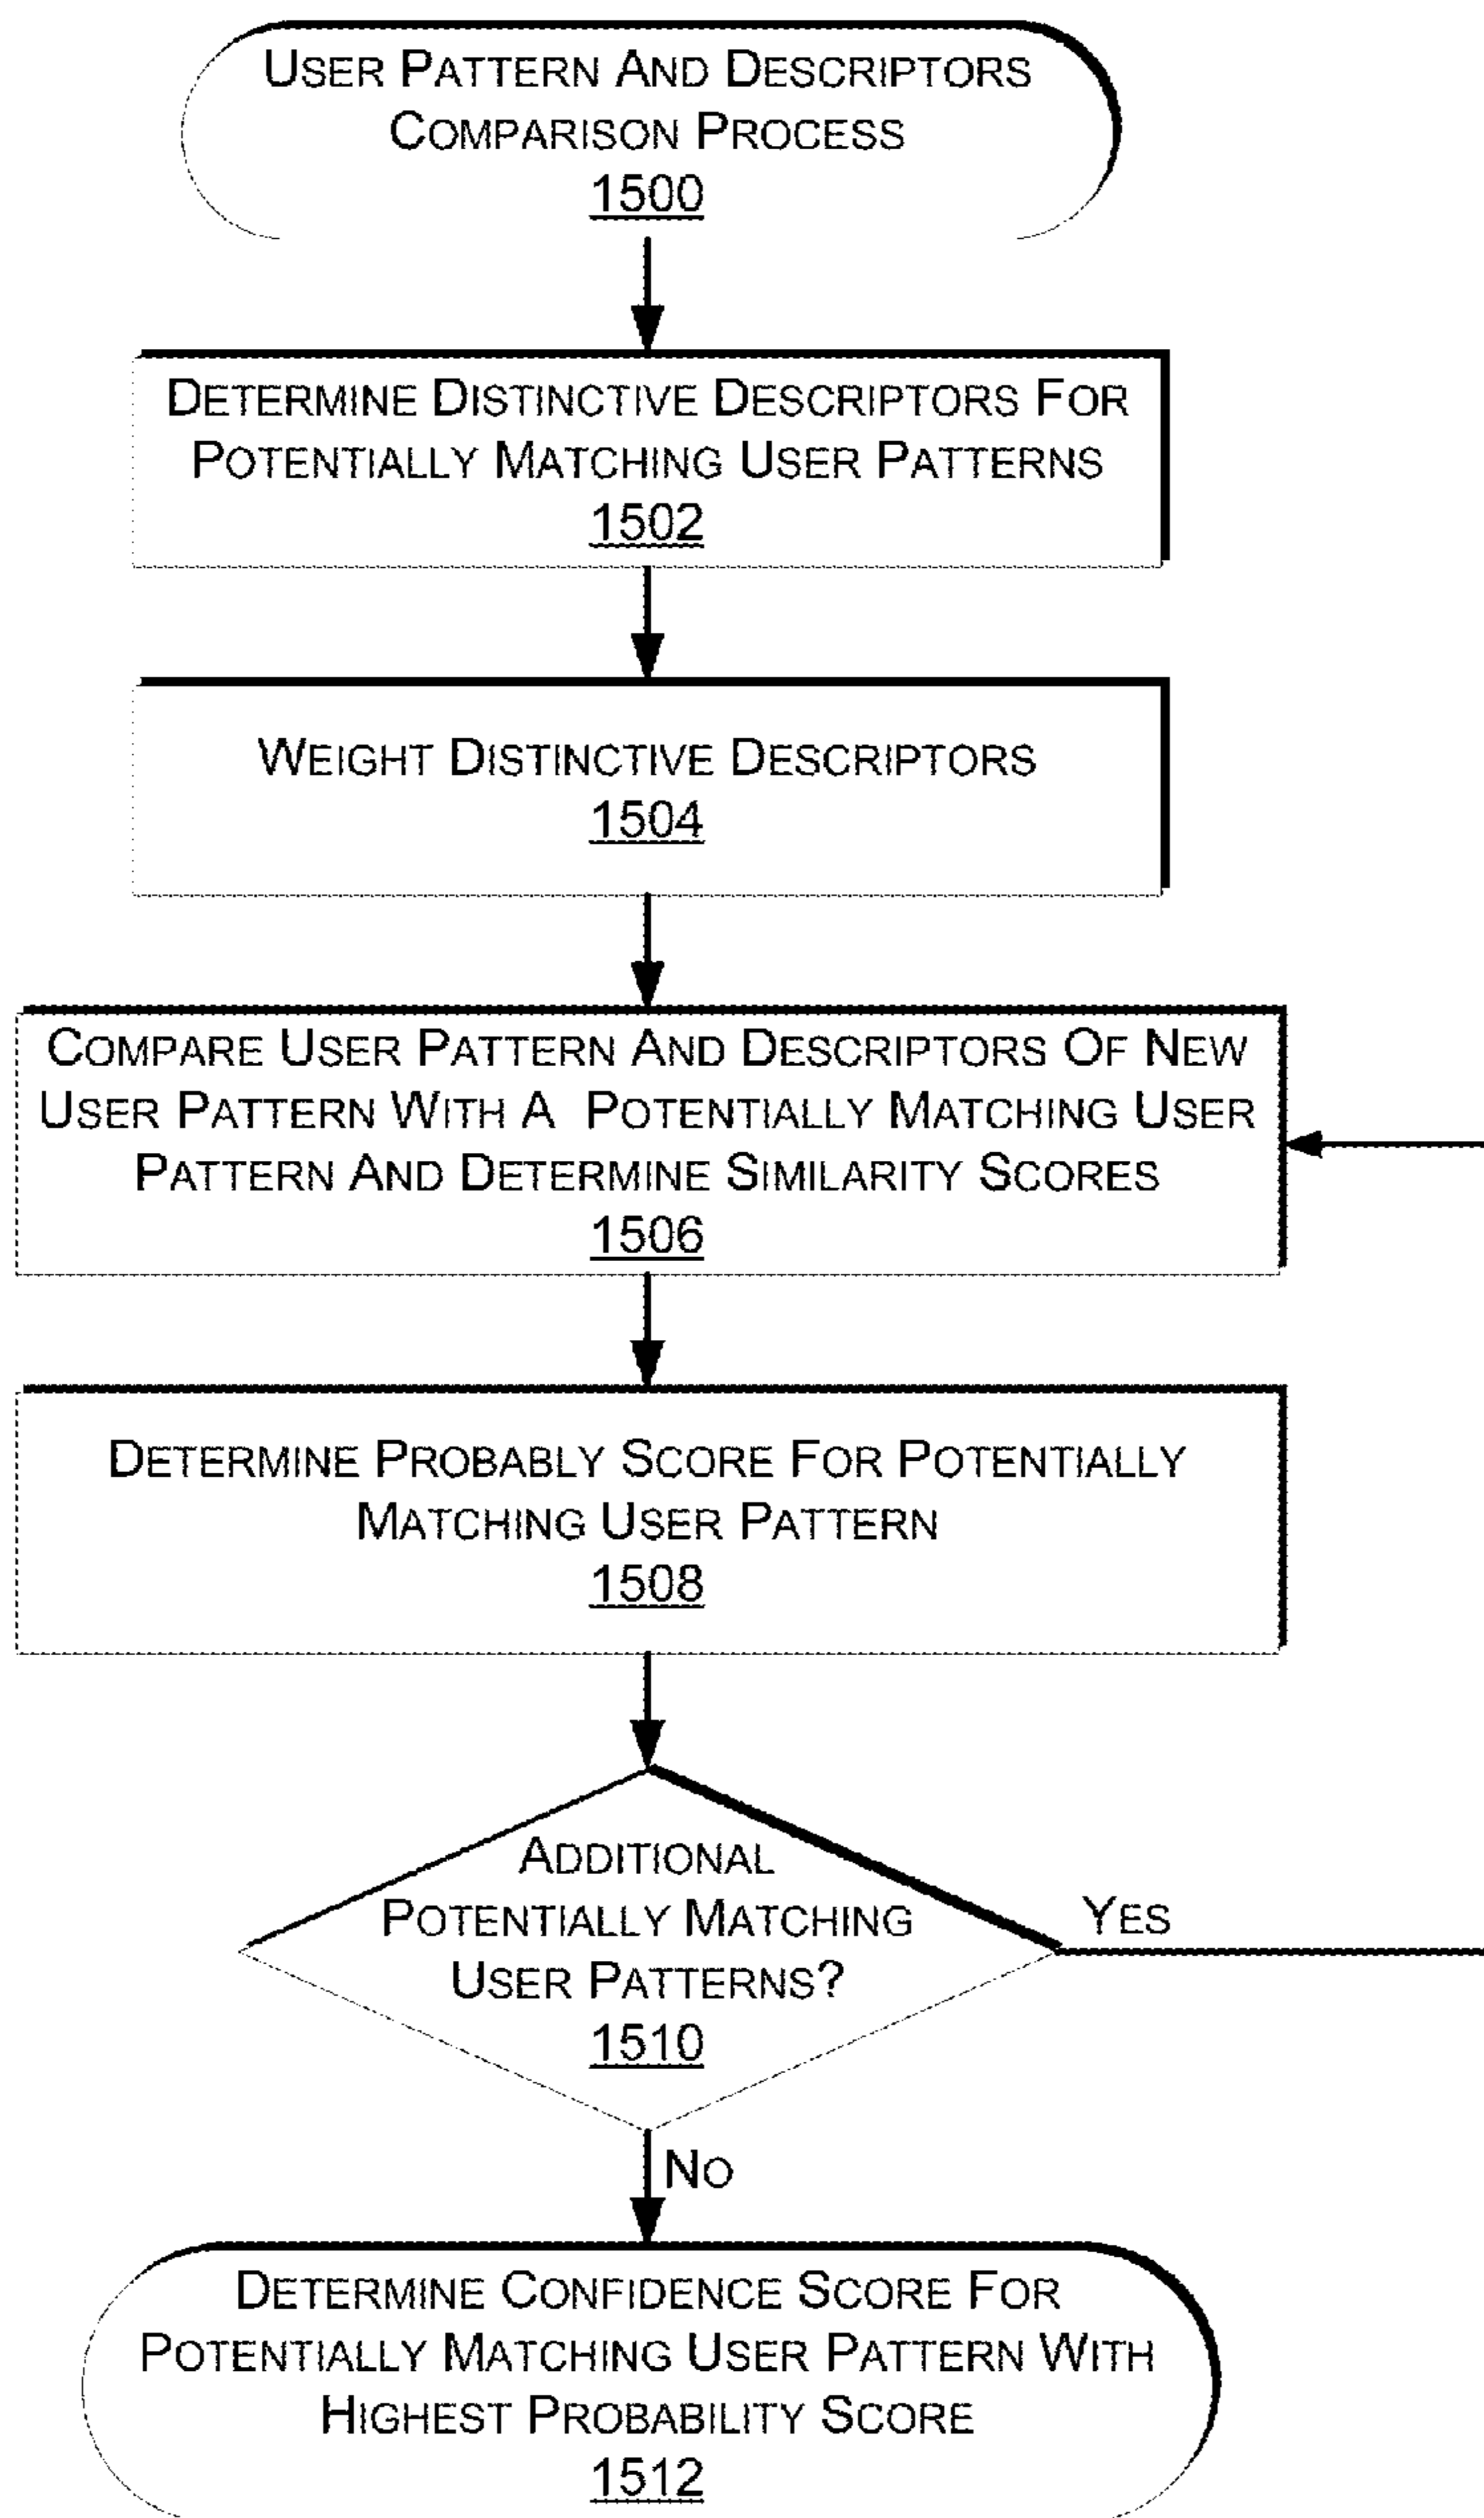 USER PATTERN AND DESCRIPTORS
COMPARISON PROCESS
1500
DETERMINE DISTINCTIVE DESCRIPTORS FOR
POTENTIALLY MATCHING USER PATTERNS
1502
WEIGHT DISTINCTIVE DESCRIPTORS
1504
COMPARE USER PATTERN AND DESCRIPTORS OF NEW
USER PATTERN WITH A POTENTIALLY MATCHING USER
PATTERN AND DETERMINE SIMILARITY SCORES
1506
DETERMINE PROBABLY SCORE FOR POTENTIALLY
MATCHING USER PATTERN
1508
ADDITIONAL
POTENTIALLY MATCHING
USER PATTERNS?
1510
YES
NO
DETERMINE CONFIDENCE SCORE FOR
POTENTIALLY MATCHING USER PATTERN WITH
HIGHEST PROBABILITY SCORE
1512